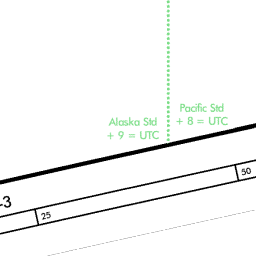 Pacific Std
+ 8 = UTC
Alaska Std
+ 9 = UTC
50
-3
25